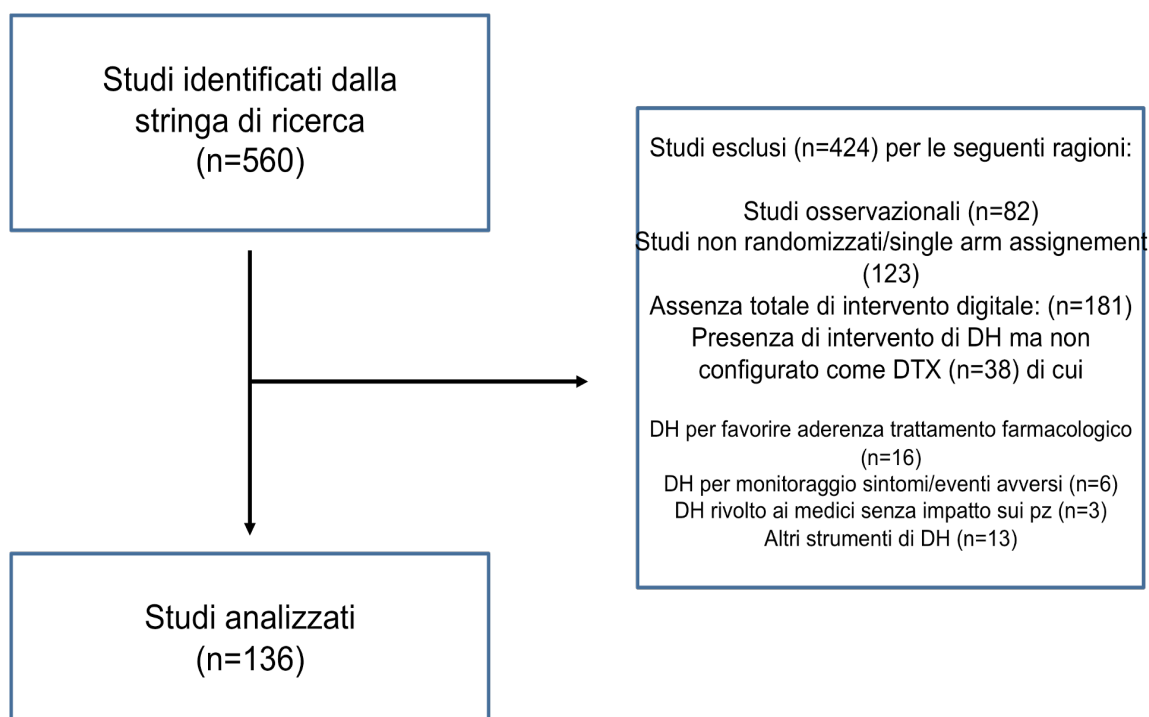 Studi identificati dalla
stringa di ricerca
(n=560)
Studi esclusi (n=424) per le seguenti ragioni:
Studi osservazionali (n=82)
Studi non randomizzati/single arm assignement
(123)
Assenza totale di intervento digitale: (n=181)
Presenza di intervento di DH ma non
configurato come DTX (n=38) di cui
DH per favorire aderenza trattamento farmacologico
(n=16)
DH per monitoraggio sintomi/eventi avversi (n=6)
DH rivolto ai medici senza impatto sui pz (n=3)
Altri strumenti di DH (n=13)
Studi analizzati
(n=136)